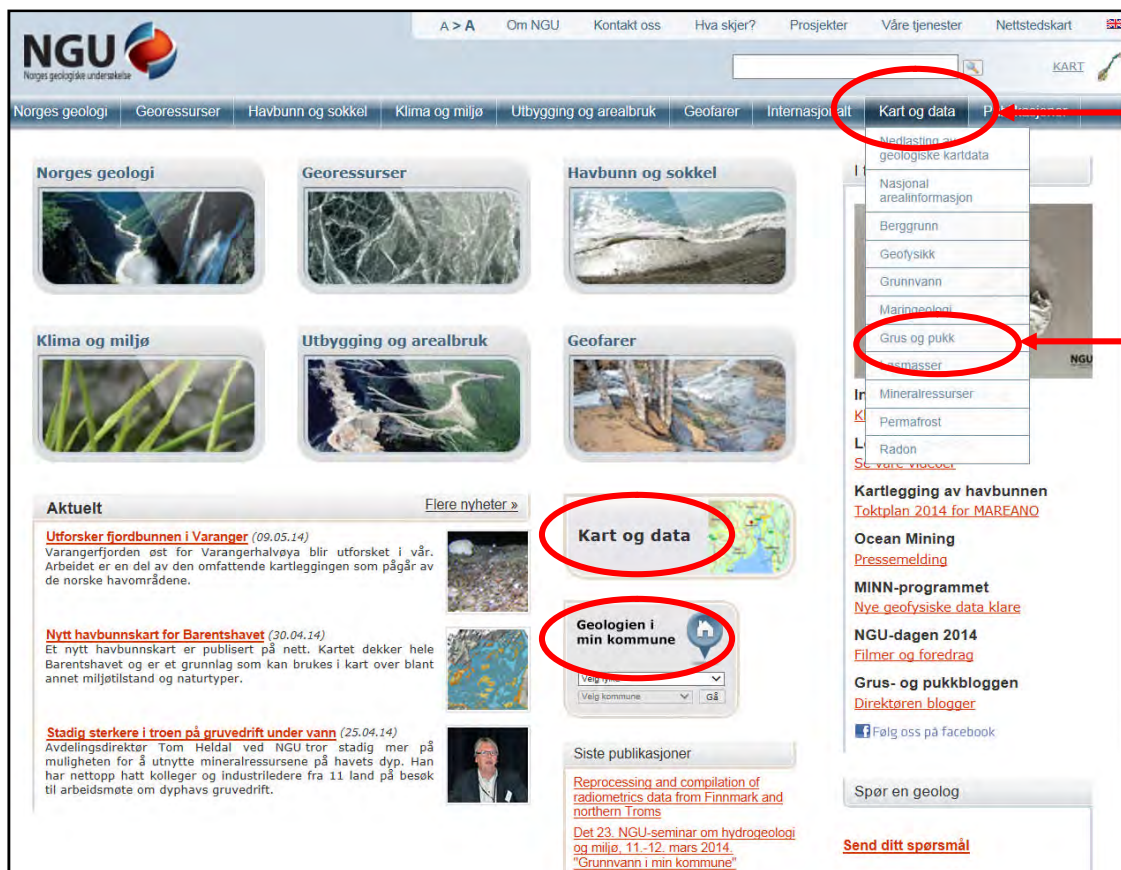 A > A Om NGU Kontakt oss Hva skjer? Prosjekter Våre tjenester Nettstedskart
NGU
Norges geologiske undersøkelse
KART
Norges geologi Georessurser Havbunn og sokkel Klima og miljø Utbygging og arealbruk Geofarer Internasjonalt Kart og data Publikasjoner
Nedlasting av
geologiske kartdata
Nasjonal
arealinformasjon
Berggrunn
Geofysikk
Grunnvann
Maringeologi
Grus og pukk
Løsmasser
Mineralressurser
Permafrost
Radon
Norges geologi
Georessurser
Havbunn og sokkel
Klima og miljø
Utbygging og arealbruk
Geofarer
NGU
Se våre videoer
Kartlegging av havbunnen
Toktplan 2014 for MAREANO
Ocean Mining
Pressemelding
MINN-programmet
Nye geofysiske data klare
NGU-dagen 2014
Filmer og foredrag
Grus- og pukkbloggen
Direktøren blogger
Følg oss på facebook
Spør en geolog
Send ditt spørsmål
Aktuelt
Flere nyheter »
Utforsker fjordbunnen i Varanger (09.05.14)
Varangerfjorden øst for Varangerhalvøya blir utforsket i vår.
Arbeidet er en del av den omfattende kartleggingen som pågår av
de norske havområdene.
Nytt havbunnskart for Barentshavet (30.04.14)
Et nytt havbunnskart er publisert på nett. Kartet dekker hele
Barentshavet og er et grunnlag som kan brukes i kart over blant
annet miljøtilstand og naturtyper.
Stadig sterkere i troen på gruvedrift under vann (25.04.14)
Avdelingsdirektør Tom Heldal ved NGU tror stadig mer på
muligheten for å utnytte mineralressursene på havets dyp. Han
har nettopp hatt kolleger og industriledere fra 11 land på besøk
til arbeidsmøte om dyphavs gruvedrift.
Kart og data
Geologien i
min kommune
Velg fylke
Velg kommune Gå
Siste publikasjoner
Reprocessing and compilation of
radiometrics data from Finnmark and
northern Troms
Det 23. NGU-seminar om hydrogeologi
og miljø, 11.-12. mars 2014.
"Grunnvann i min kommune"